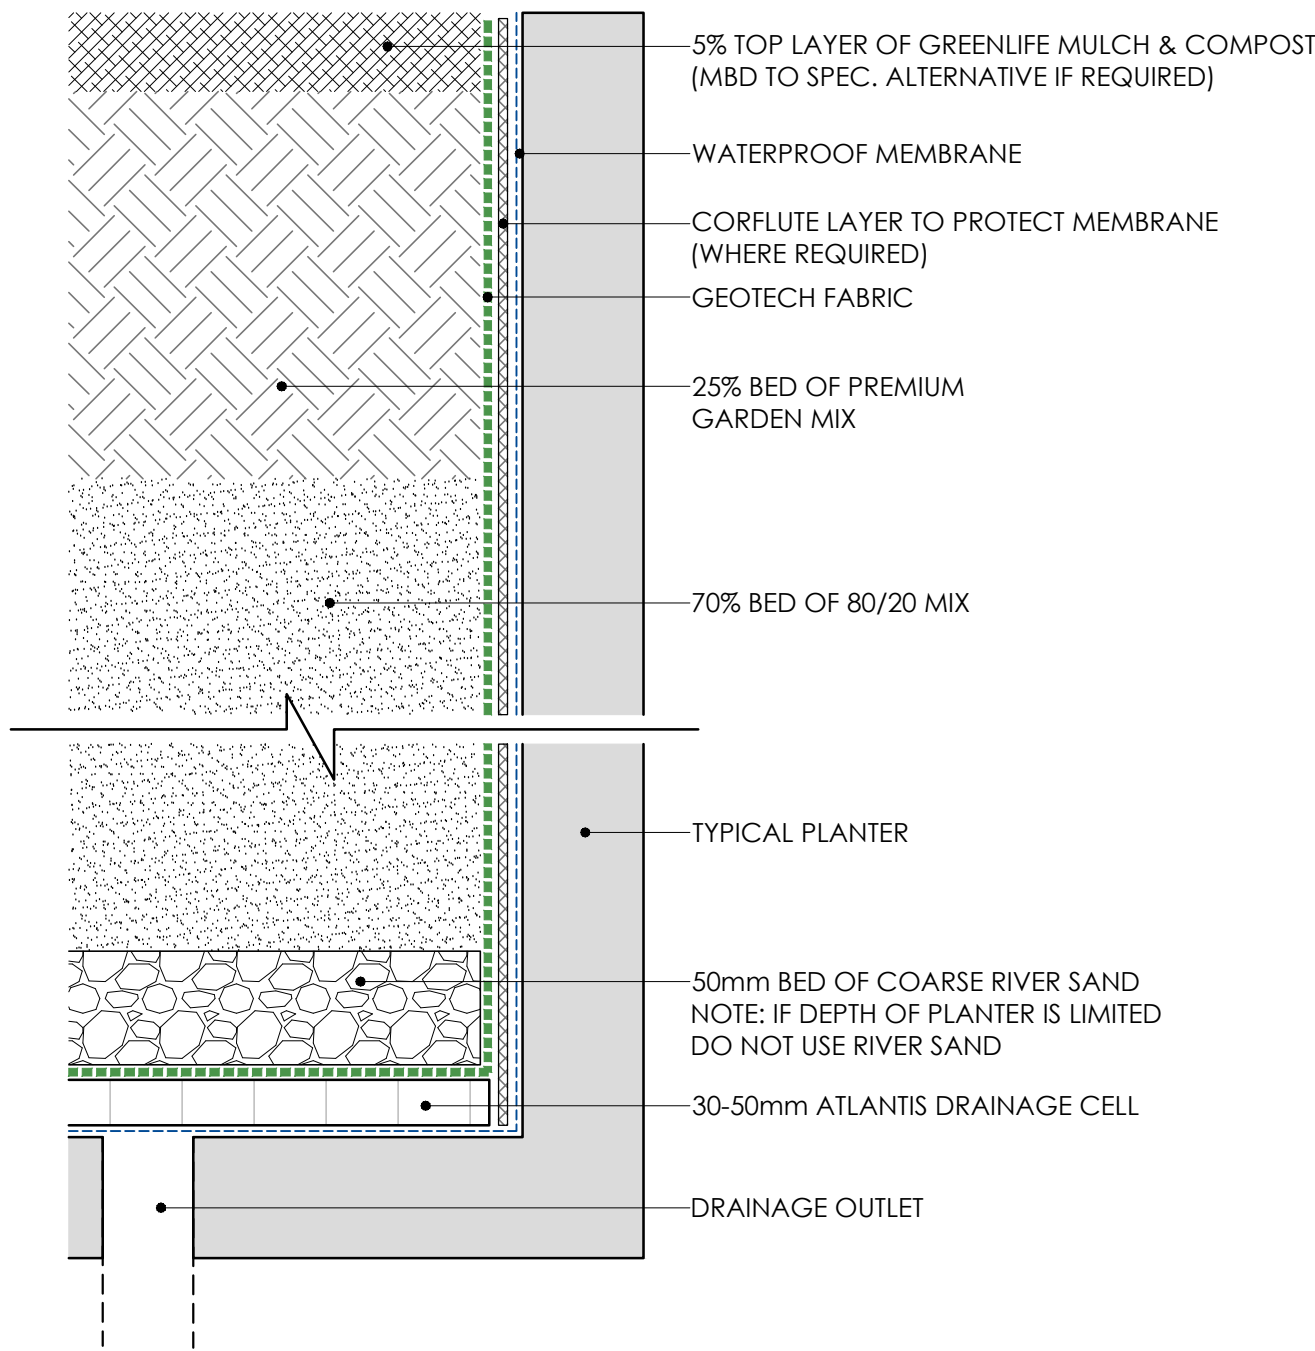 5% TOP LAYER OF GREENLIFE MULCH & COMPOST
(MBD TO SPEC. ALTERNATIVE IF REQUIRED)
WATERPROOF MEMBRANE
CORFLUTE LAYER TO PROTECT MEMBRANE
(WHERE REQUIRED)
GEOTECH FABRIC
25% BED OF PREMIUM
GARDEN MIX
70% BED OF 80/20 MIX
TYPICAL PLANTER
50mm BED OF COARSE RIVER SAND
NOTE: IF DEPTH OF PLANTER IS LIMITED
DO NOT USE RIVER SAND
30-50mm ATLANTIS DRAINAGE CELL
DRAINAGE OUTLET